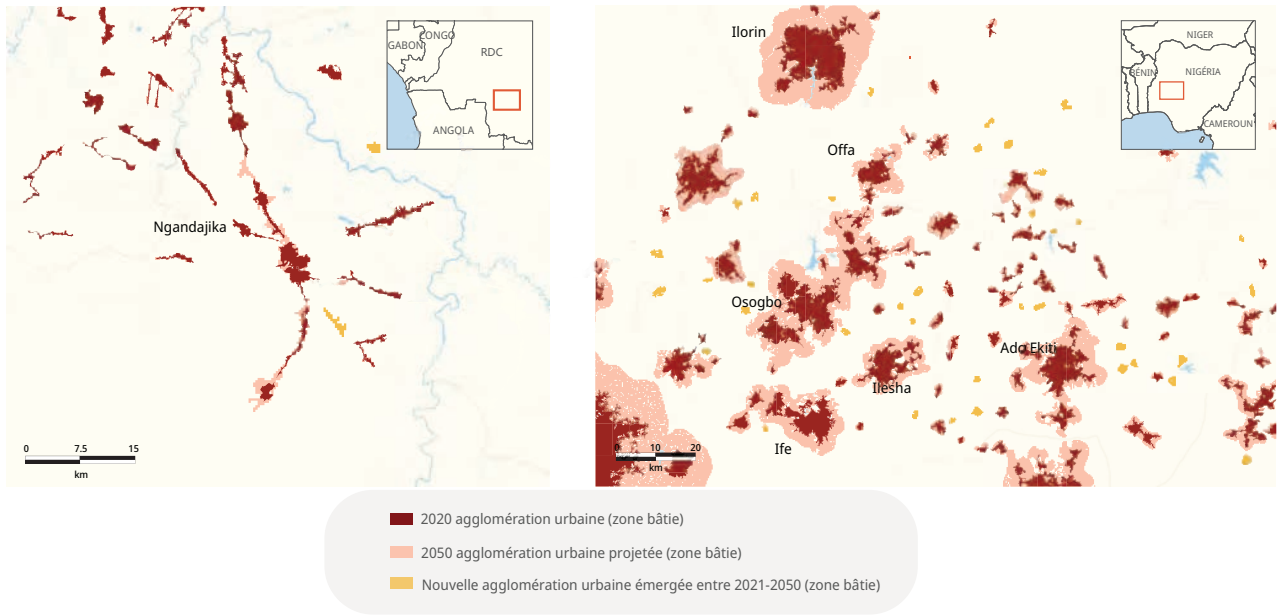 CONGO
GABON
RDC
ANGOLA
Ngandajika
0 7.5 15
km
NIGER
BÉNIN
NIGÉRIA
CAMEROUN
Ilorin
Offa
Osogbo
Ado Ekiti
Ilesha
Ife
0 10 20
km
2020 agglomération urbaine (zone bâtie)
2050 agglomération urbaine projetée (zone bâtie)
Nouvelle agglomération urbaine émergée entre 2021-2050 (zone bâtie)